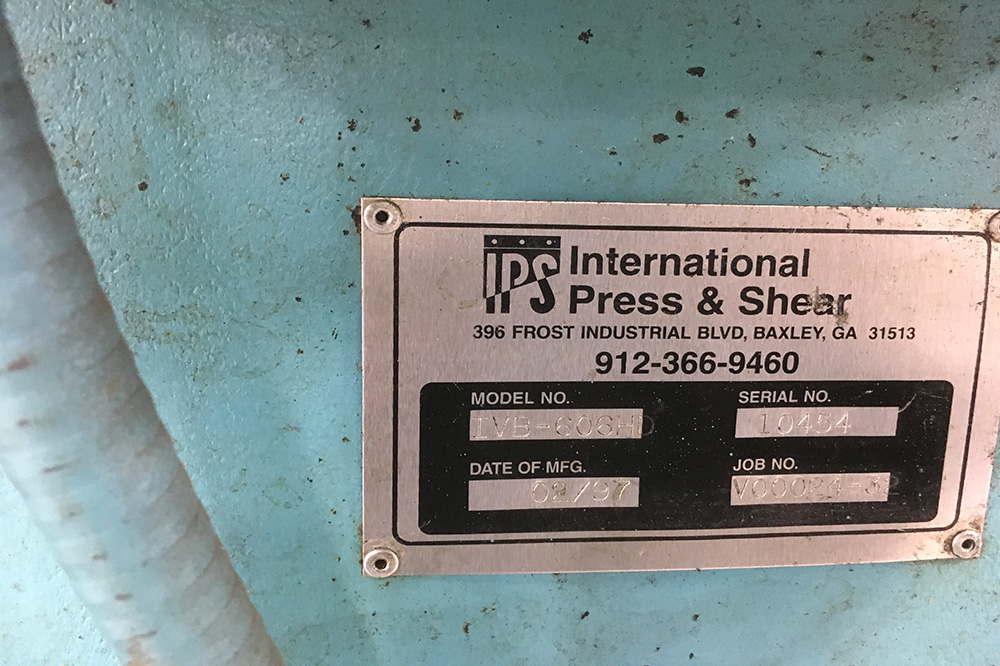 IPS International
Press & Shear
396 FROST INDUSTRIAL BLVD, BAXLEY, GA 31513
912-366-9460
MODEL NO. SERIAL NO.
IVB-606HD 10454
DATE OF MFG. JOB NO.
02/97